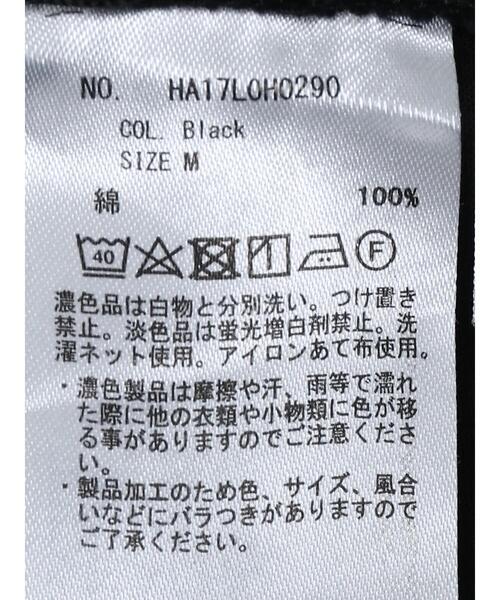 NO. HA17LOH0290
COL. Black
SIZE M
綿 100%
40 F
濃色品は白物と分別洗い。つけ置き
禁止。淡色品は蛍光増白剤禁止。洗
濯ネット使用。アイロンあて布使用。
・濃色製品は摩擦や汗、雨等で濡れ
た際に他の衣類や小物類に色が移
る事がありますのでご注意くださ
い。
・製品加工のため色、サイズ、風合
いなどにバラつきがありますので
ご了承ください。